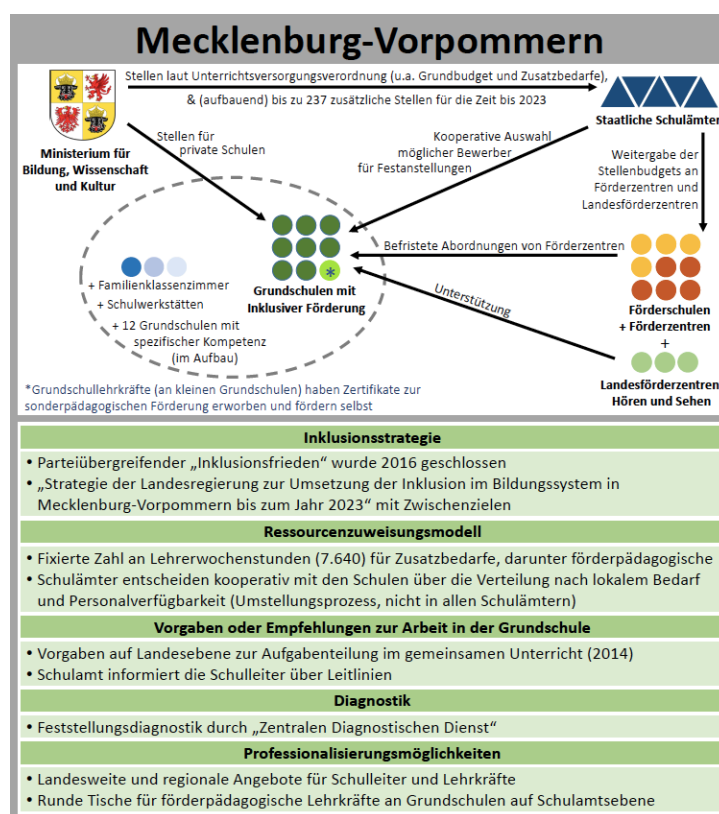 Mecklenburg-Vorpommern
Stellen laut Unterrichtsversorgungsverordnung (u.a. Grundbudget und Zusatzbedarfe),
& (aufbauend) bis zu 237 zusätzliche Stellen für die Zeit bis 2023
Ministerium für
Bildung, Wissenschaft
und Kultur
Staatliche Schulämter
Stellen für
private Schulen
Kooperative Auswahl
möglicher Bewerber
für Festanstellungen
Weitergabe der
Stellenbudgets an
Förderzentren und
Landesförderzentren
Befristete Abordnungen von Förderzentren
*
Grundschulen mit
Inklusiver Förderung
+ Familienklassenzimmer
+ Schulwerkstätten
+ 12 Grundschulen mit
spezifischer Kompetenz
(im Aufbau)
Unterstützung
Förderschulen
+ Förderzentren
+
Landesförderzentren
Hören und Sehen
*Grundschullehrkräfte (an kleinen Grundschulen) haben Zertifikate zur
sonderpädagogischen Förderung erworben und fördern selbst
Inklusionsstrategie
• Parteiübergreifender „Inklusionsfrieden“ wurde 2016 geschlossen
• „Strategie der Landesregierung zur Umsetzung der Inklusion im Bildungssystem in
Mecklenburg-Vorpommern bis zum Jahr 2023“ mit Zwischenzielen
Ressourcenzuweisungsmodell
• Fixierte Zahl an Lehrerwochenstunden (7.640) für Zusatzbedarfe, darunter förderpädagogische
• Schulämter entscheiden kooperativ mit den Schulen über die Verteilung nach lokalem Bedarf
und Personalverfügbarkeit (Umstellungsprozess, nicht in allen Schulämtern)
Vorgaben oder Empfehlungen zur Arbeit in der Grundschule
• Vorgaben auf Landesebene zur Aufgabenteilung im gemeinsamen Unterricht (2014)
• Schulamt informiert die Schulleiter über Leitlinien
Diagnostik
• Feststellungsdiagnostik durch „Zentralen Diagnostischen Dienst“
Professionalisierungsmöglichkeiten
• Landesweite und regionale Angebote für Schulleiter und Lehrkräfte
• Runde Tische für förderpädagogische Lehrkräfte an Grundschulen auf Schulamtsebene